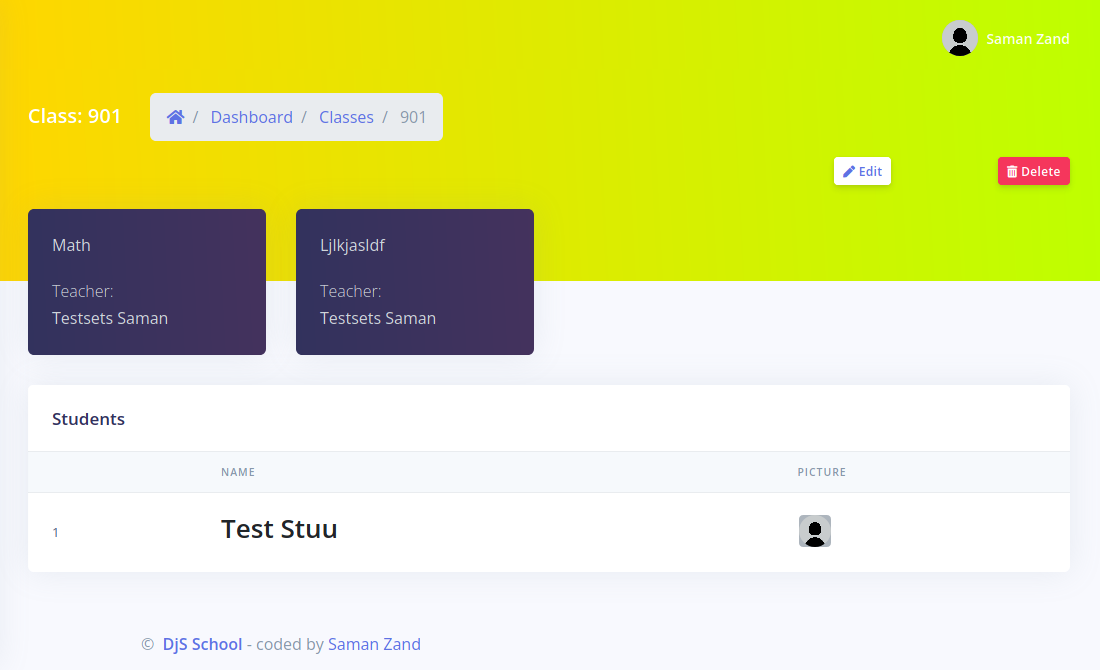 Saman Zand
Class: 901
/ Dashboard / Classes / 901
Edit
Delete
Math
Teacher:
Testsets Saman
Ljlkjasldf
Teacher:
Testsets Saman
Students
NAME PICTURE
1 Test Stuu
© DjS School - coded by Saman Zand